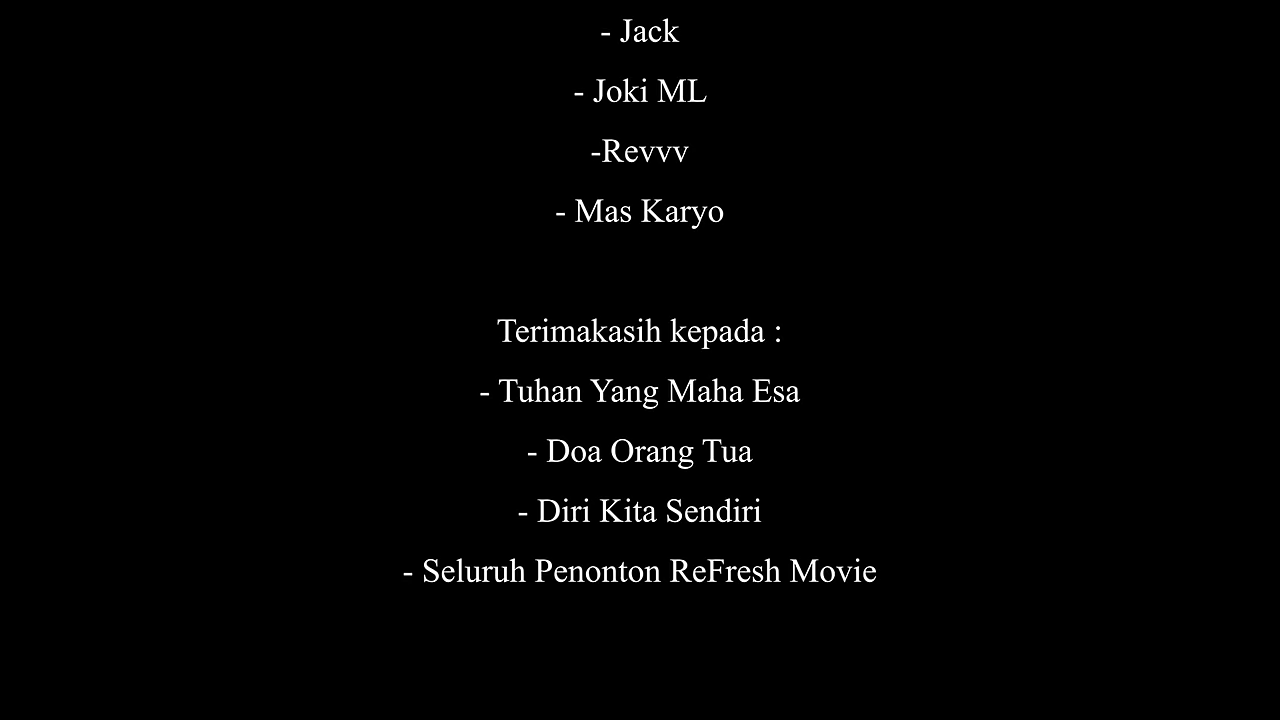 - Jack
- Joki ML
-Revvv
- Mas Karyo
Terimakasih kepada :
- Tuhan Yang Maha Esa
- Doa Orang Tua
- Diri Kita Sendiri
- Seluruh Penonton ReFresh Movie